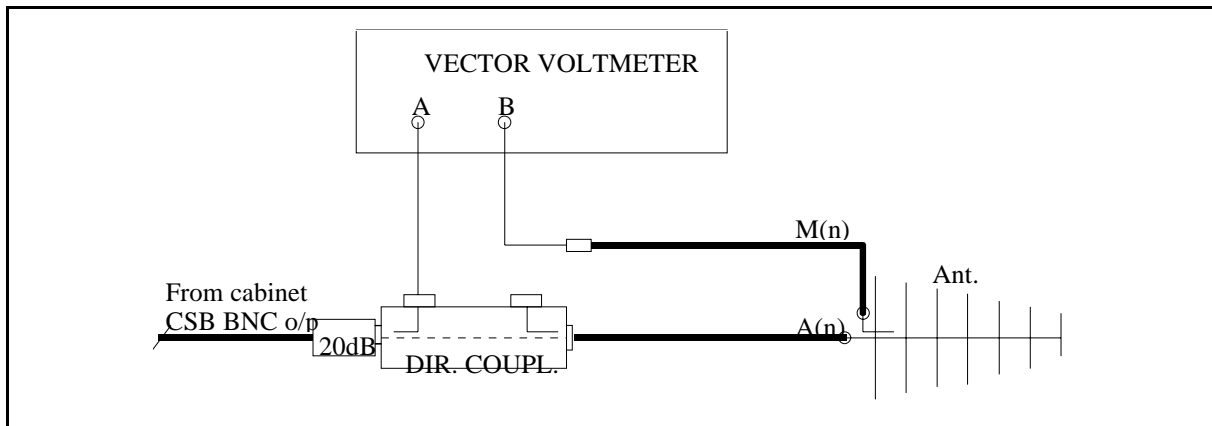 VECTOR VOLTMETER
A
B
M(n)
Ant.
From cabinet
CSB BNC o/p
A(n)
20dB
DIR. COUPL.